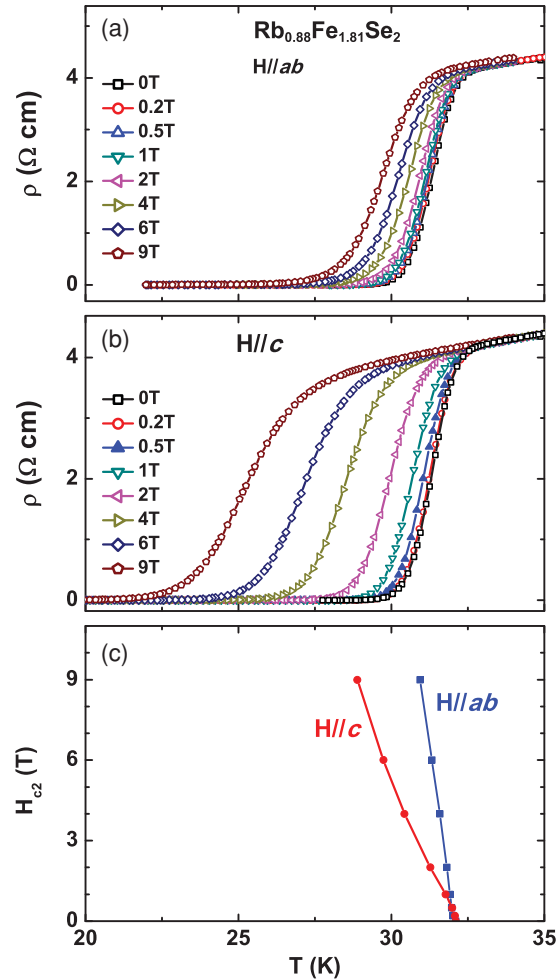 (a)
Rb₀.₈₈Fe₁.₈₁Se₂
H//ab
0T
0.2T
0.5T
1T
2T
4T
6T
9T
ρ (Ω cm)
4
2
0
(b)
H//c
0T
0.2T
0.5T
1T
2T
4T
6T
9T
ρ (Ω cm)
4
2
0
(c)
H//c
H//ab
H_c2 (T)
9
6
3
0
20 25 30 35
T (K)